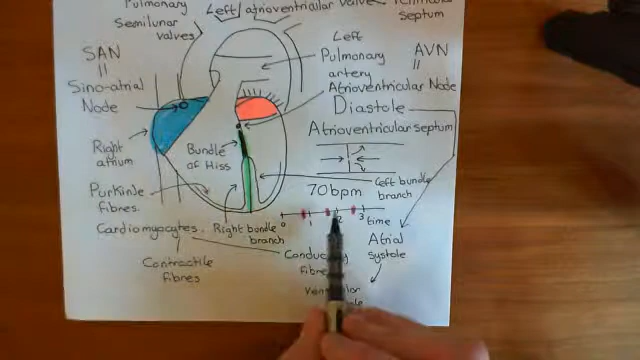 Pulmonary
Semilunar
valves
Left
atrioventricular valve
septum
SAN
=
Sino-atrial
Node
Right
atrium
Purkinje
fibres
Bundle
of Hiss
Cardiomyocytes
Contractile
fibres
Right bundle
branch
Left
Pulmonary
artery
AVN
=
Atrioventricular Node
Diastole
Atrioventricular septum
70bpm
Left bundle
branch
0 1 2 3 time
Atrial
systole